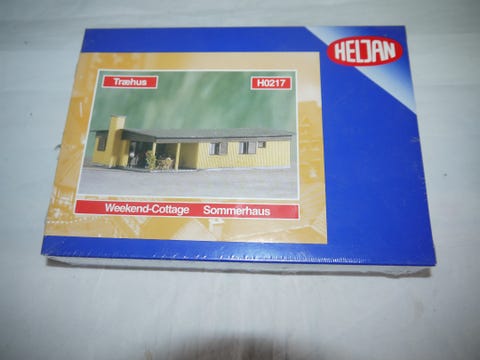 HELJAN
Træhus H0217
Weekend-Cottage Sommerhaus